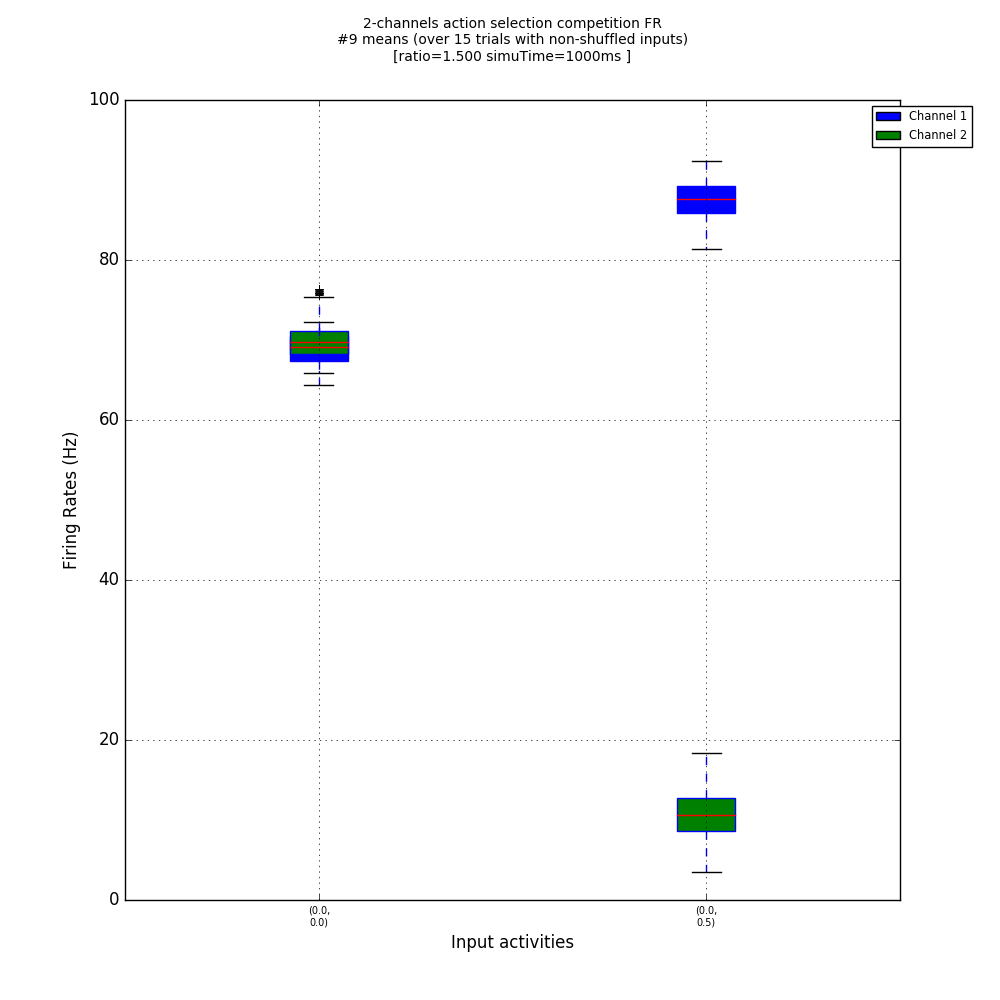 2-channels action selection competition FR
#9 means (over 15 trials with non-shuffled inputs)
[ratio=1.500 simuTime=1000ms ]
Channel 1
Channel 2
100
80
60
40
20
0
Firing Rates (Hz)
(0.0,
0.0)
(0.0,
0.5)
Input activities